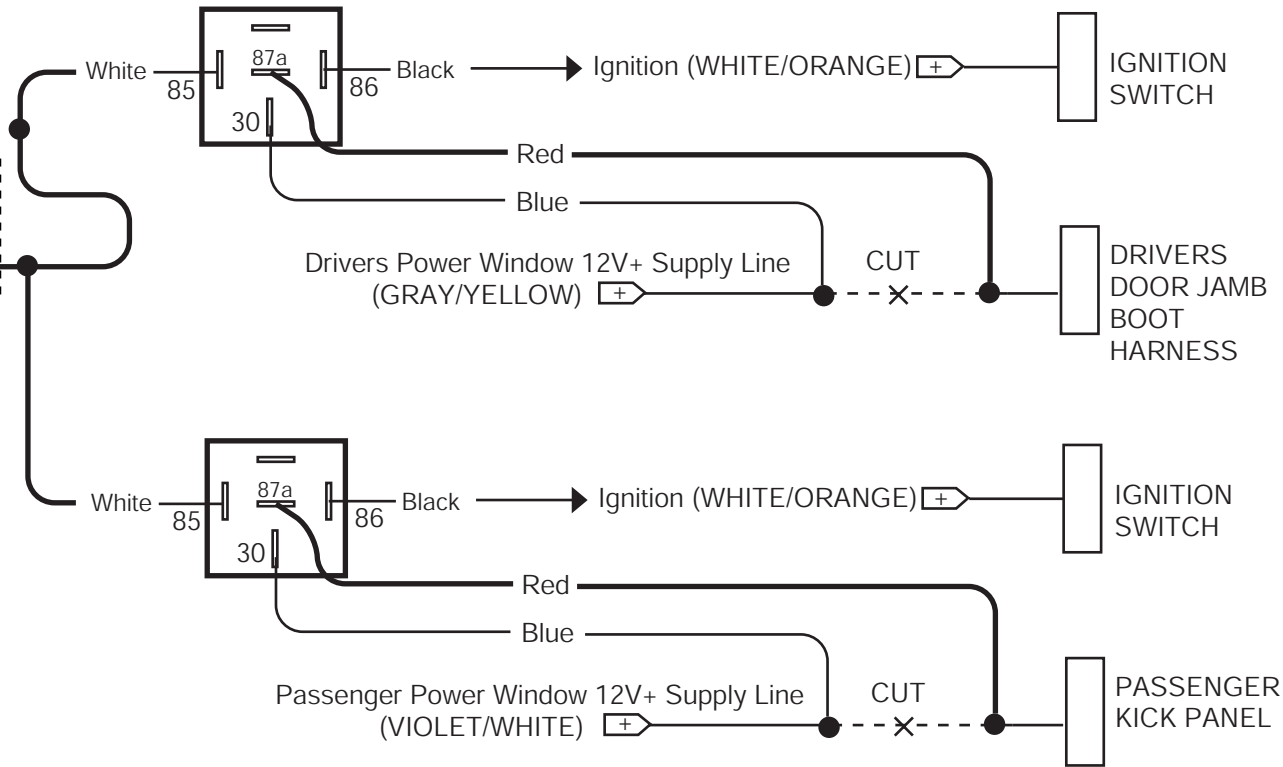 White
85
87a
30
86
Black
Ignition (WHITE/ORANGE)
+
IGNITION
SWITCH
Red
Blue
Drivers Power Window 12V+ Supply Line
(GRAY/YELLOW)
+
CUT
DRIVERS
DOOR JAMB
BOOT
HARNESS
White
85
87a
30
86
Black
Ignition (WHITE/ORANGE)
+
IGNITION
SWITCH
Red
Blue
Passenger Power Window 12V+ Supply Line
(VIOLET/WHITE)
+
CUT
PASSENGER
KICK PANEL